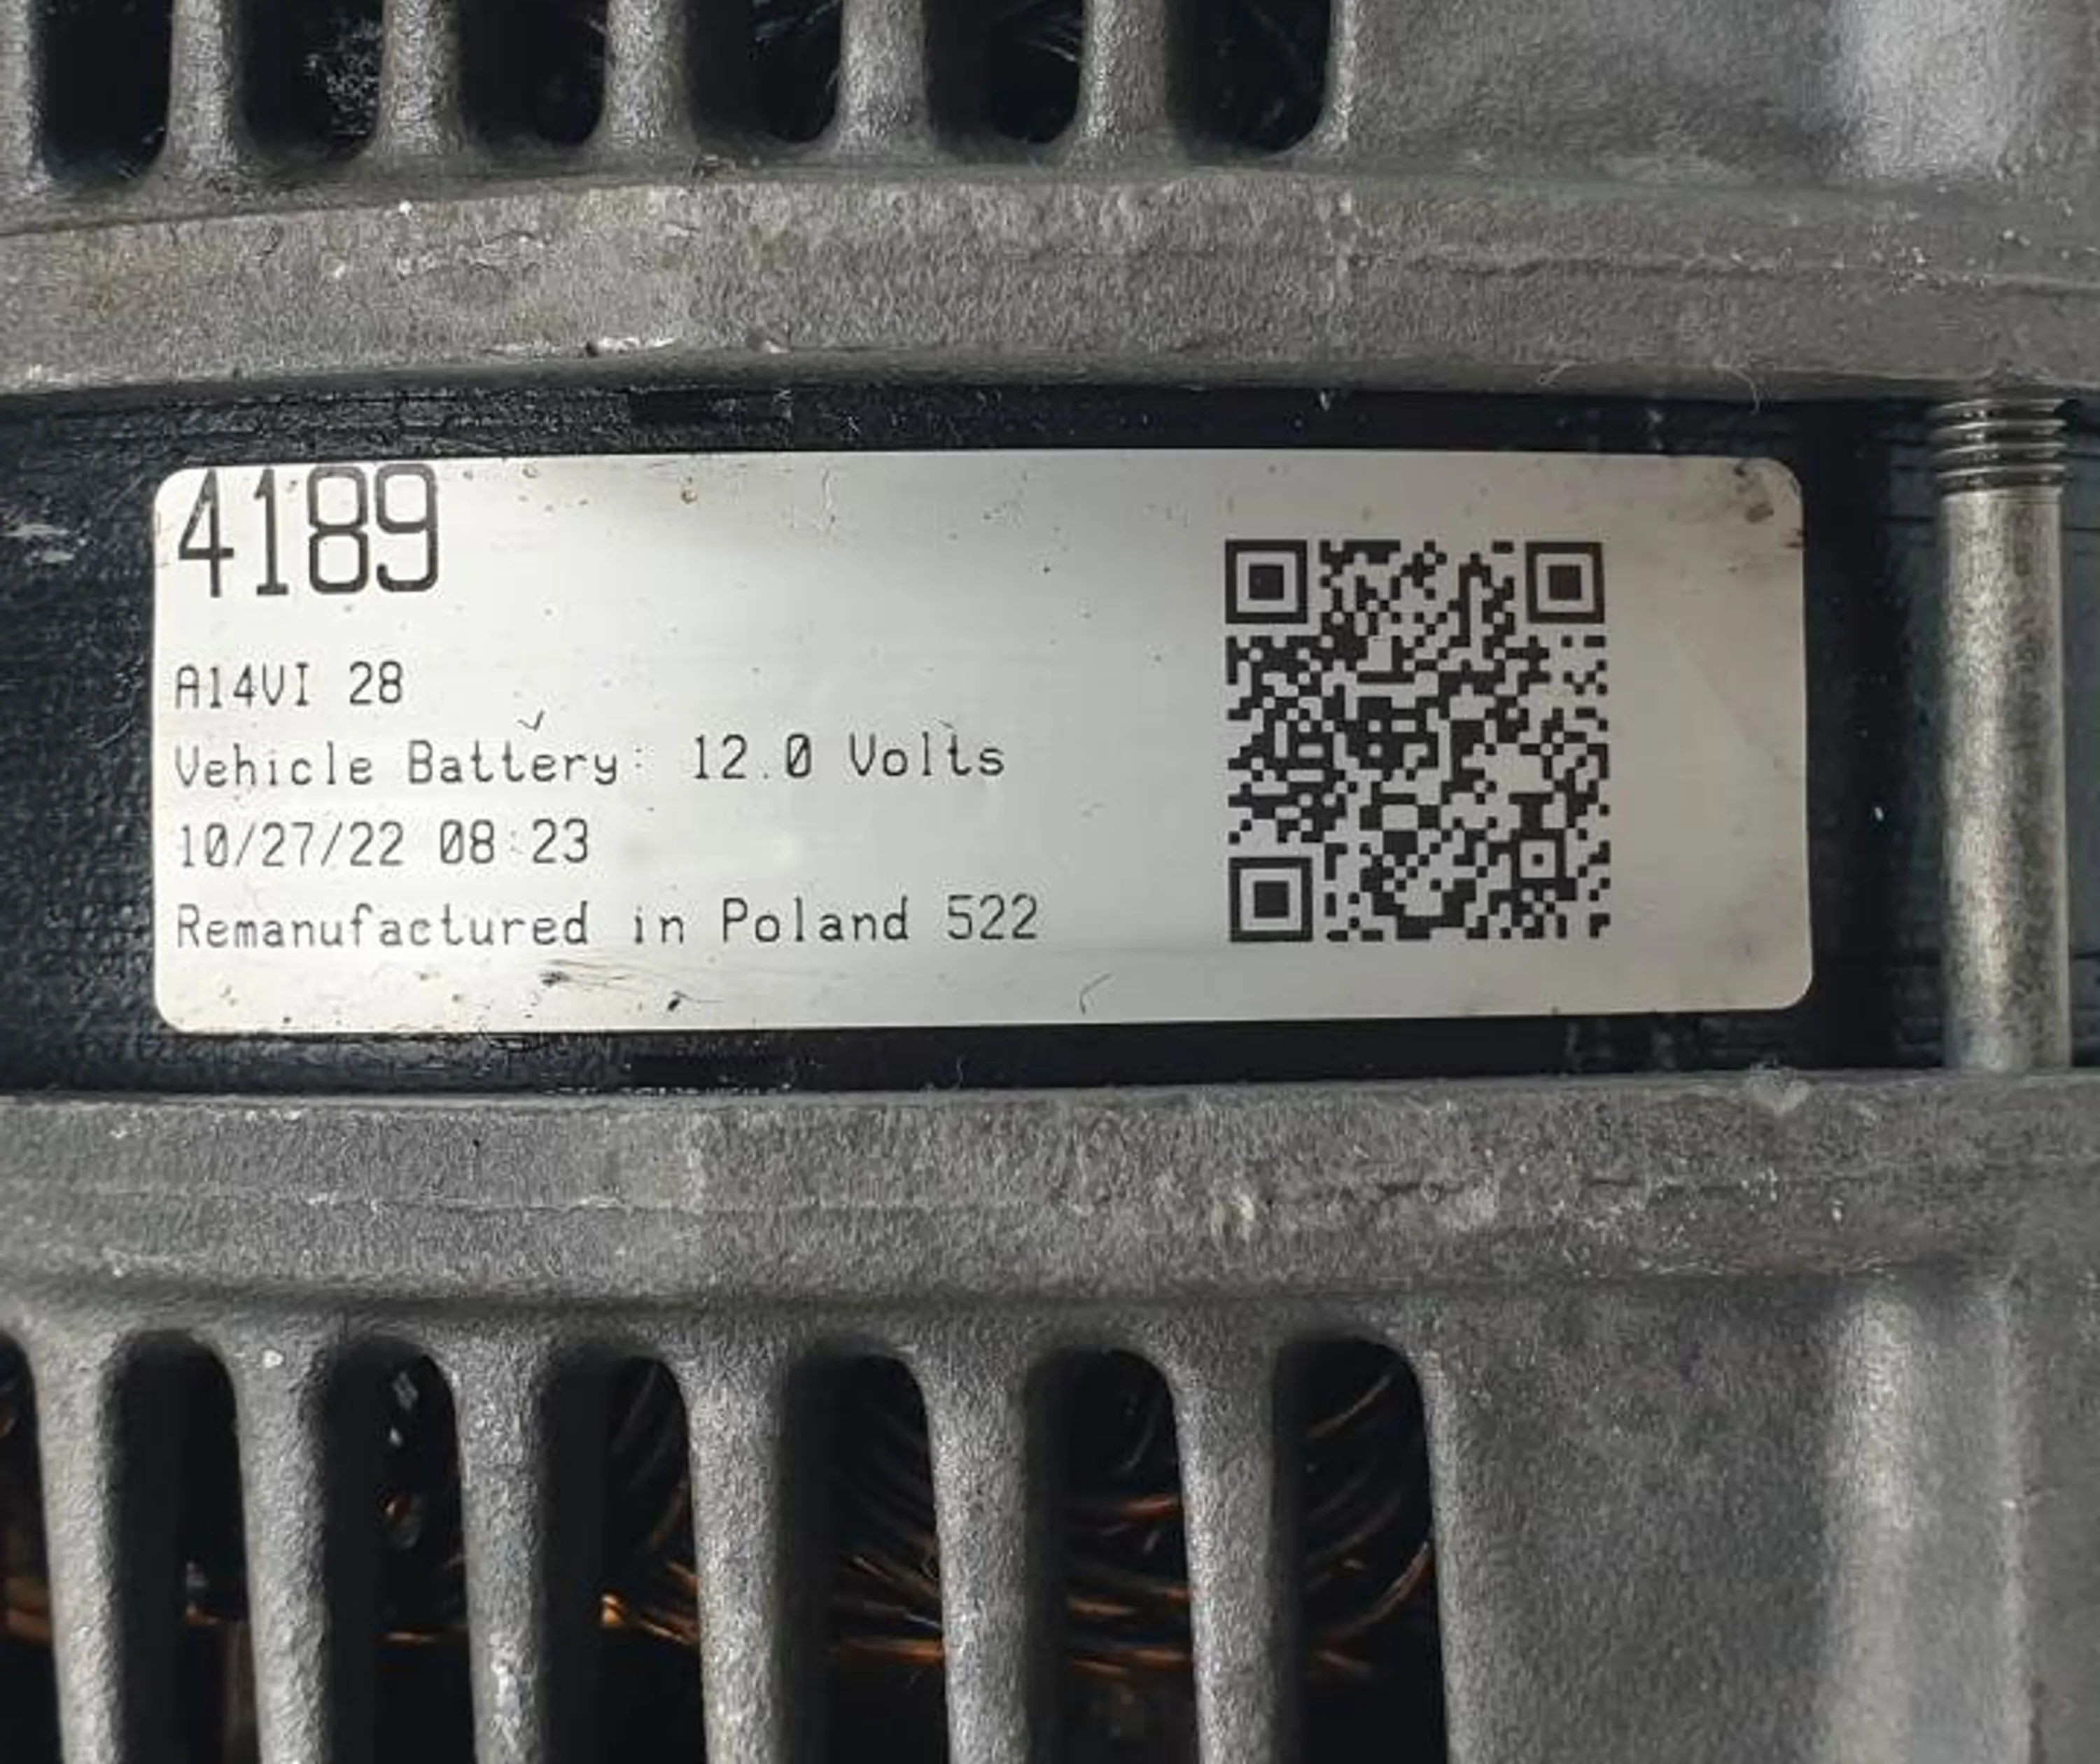 4189
A14VI 28
Vehicle Battery: 12.0 Volts
10/27/22 08:23
Remanufactured in Poland 522